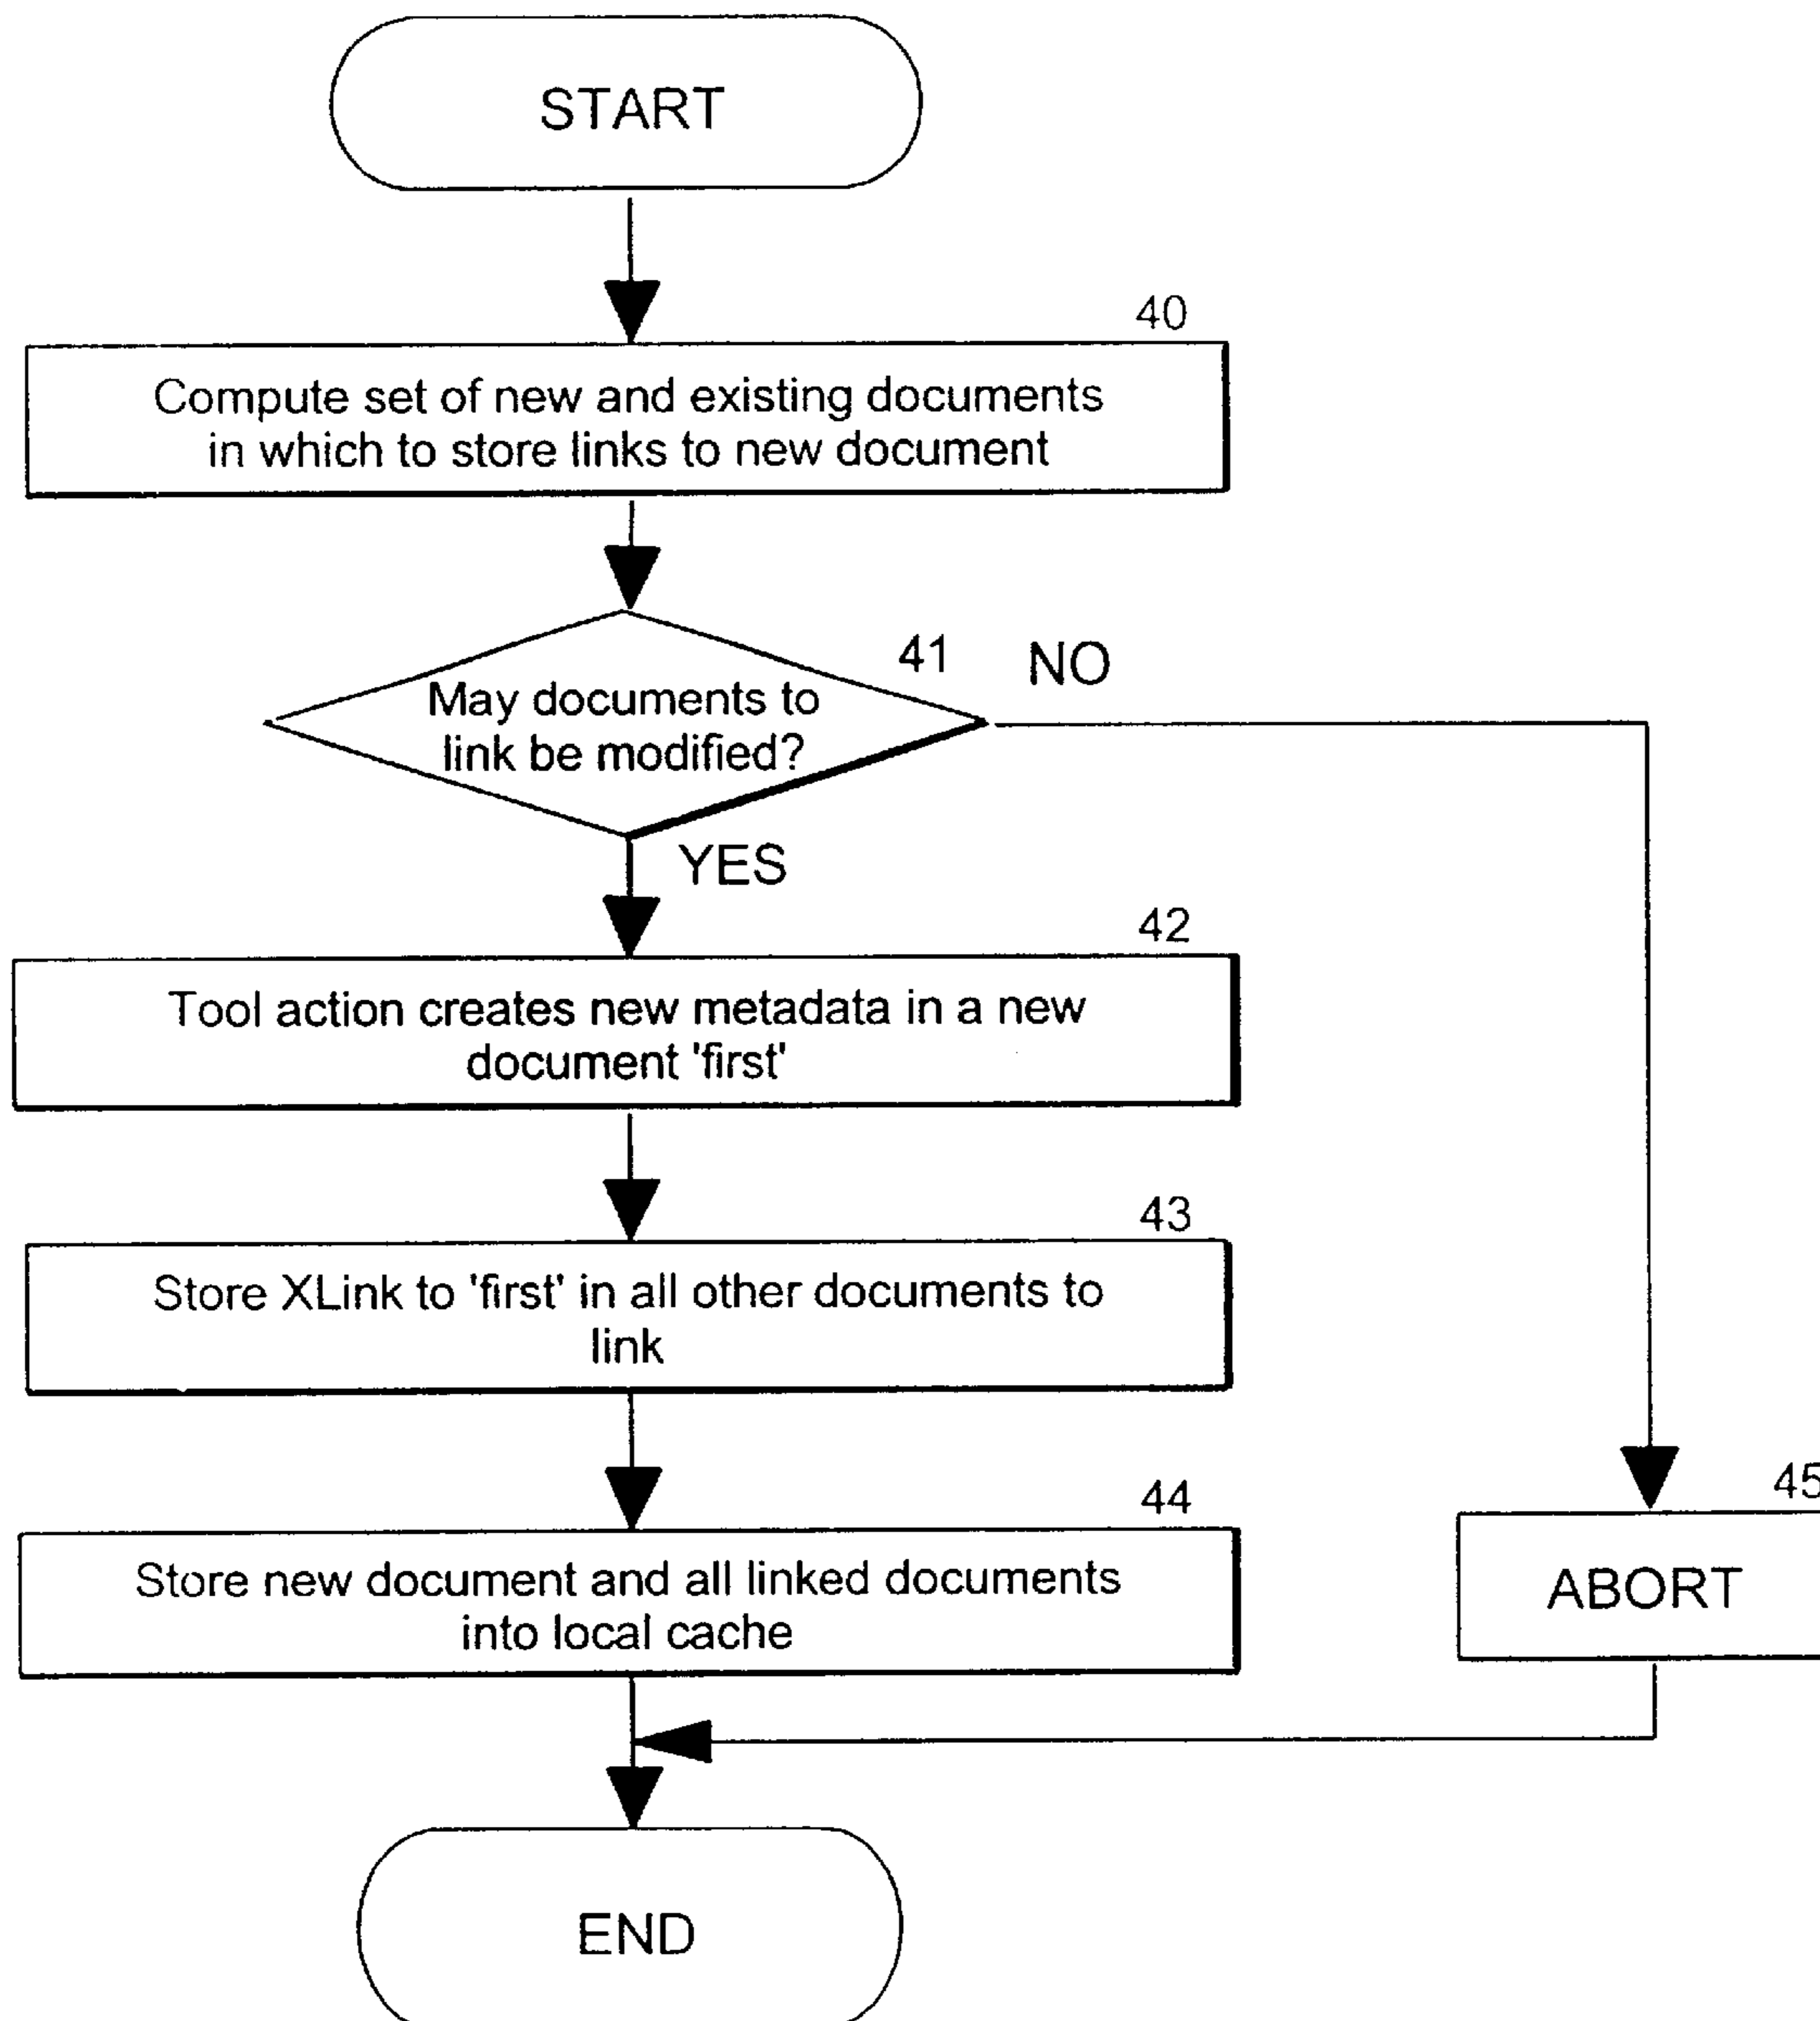 START
40
Compute set of new and existing documents
in which to store links to new document
41
NO
May documents to
link be modified?
YES
42
Tool action creates new metadata in a new
document 'first'
43
Store XLink to 'first' in all other documents to
link
44
Store new document and all linked documents
into local cache
45
ABORT
END